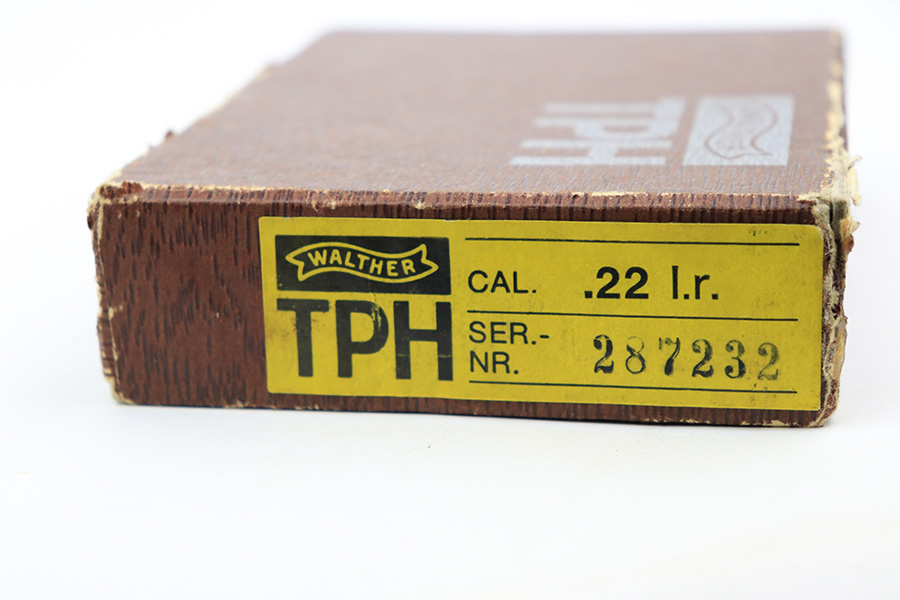 TPH
WALTHER
TPH
CAL. .22 l.r.
SER.-
NR. 287232